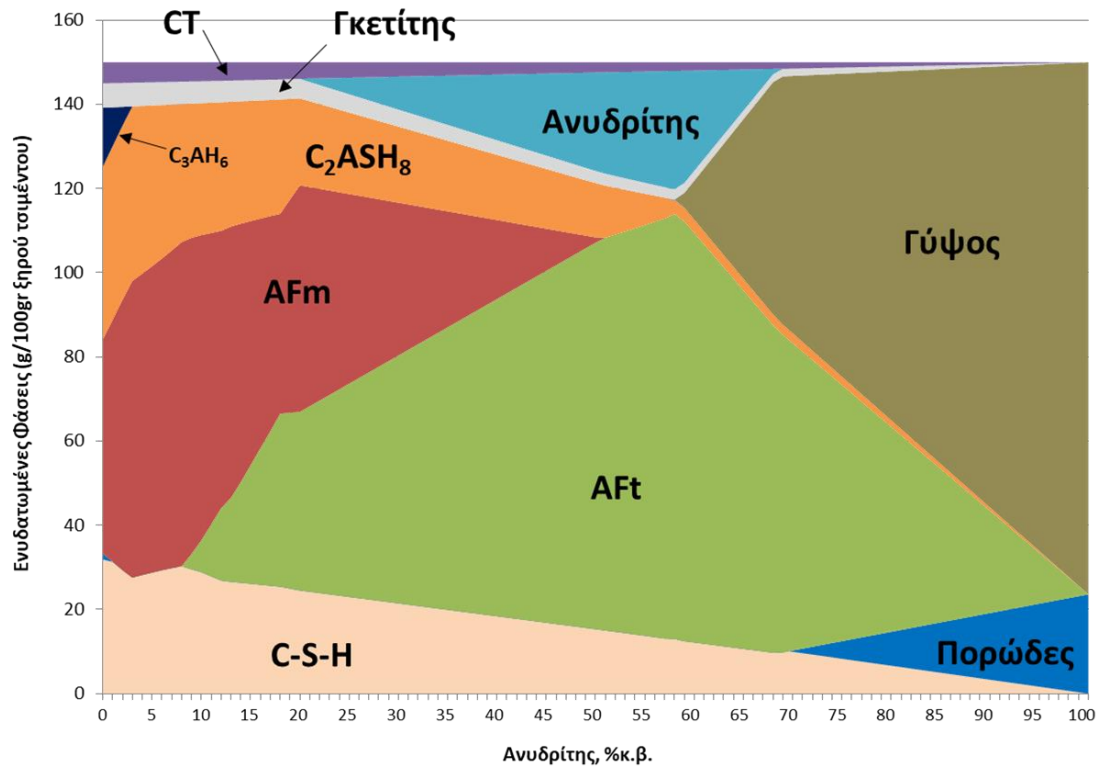 160
140
120
100
80
60
40
20
0
Ενυδατωμένες Φάσεις (g/100gr ξηρού τσιμέντου)
CT
Γκετίτης
C₃AH₆
C₂ASH₈
Ανυδρίτης
AFm
Γύψος
AFt
C-S-H
Πορώδες
0 5 10 15 20 25 30 35 40 45 50 55 60 65 70 75 80 85 90 95 100
Ανυδρίτης, %κ.β.